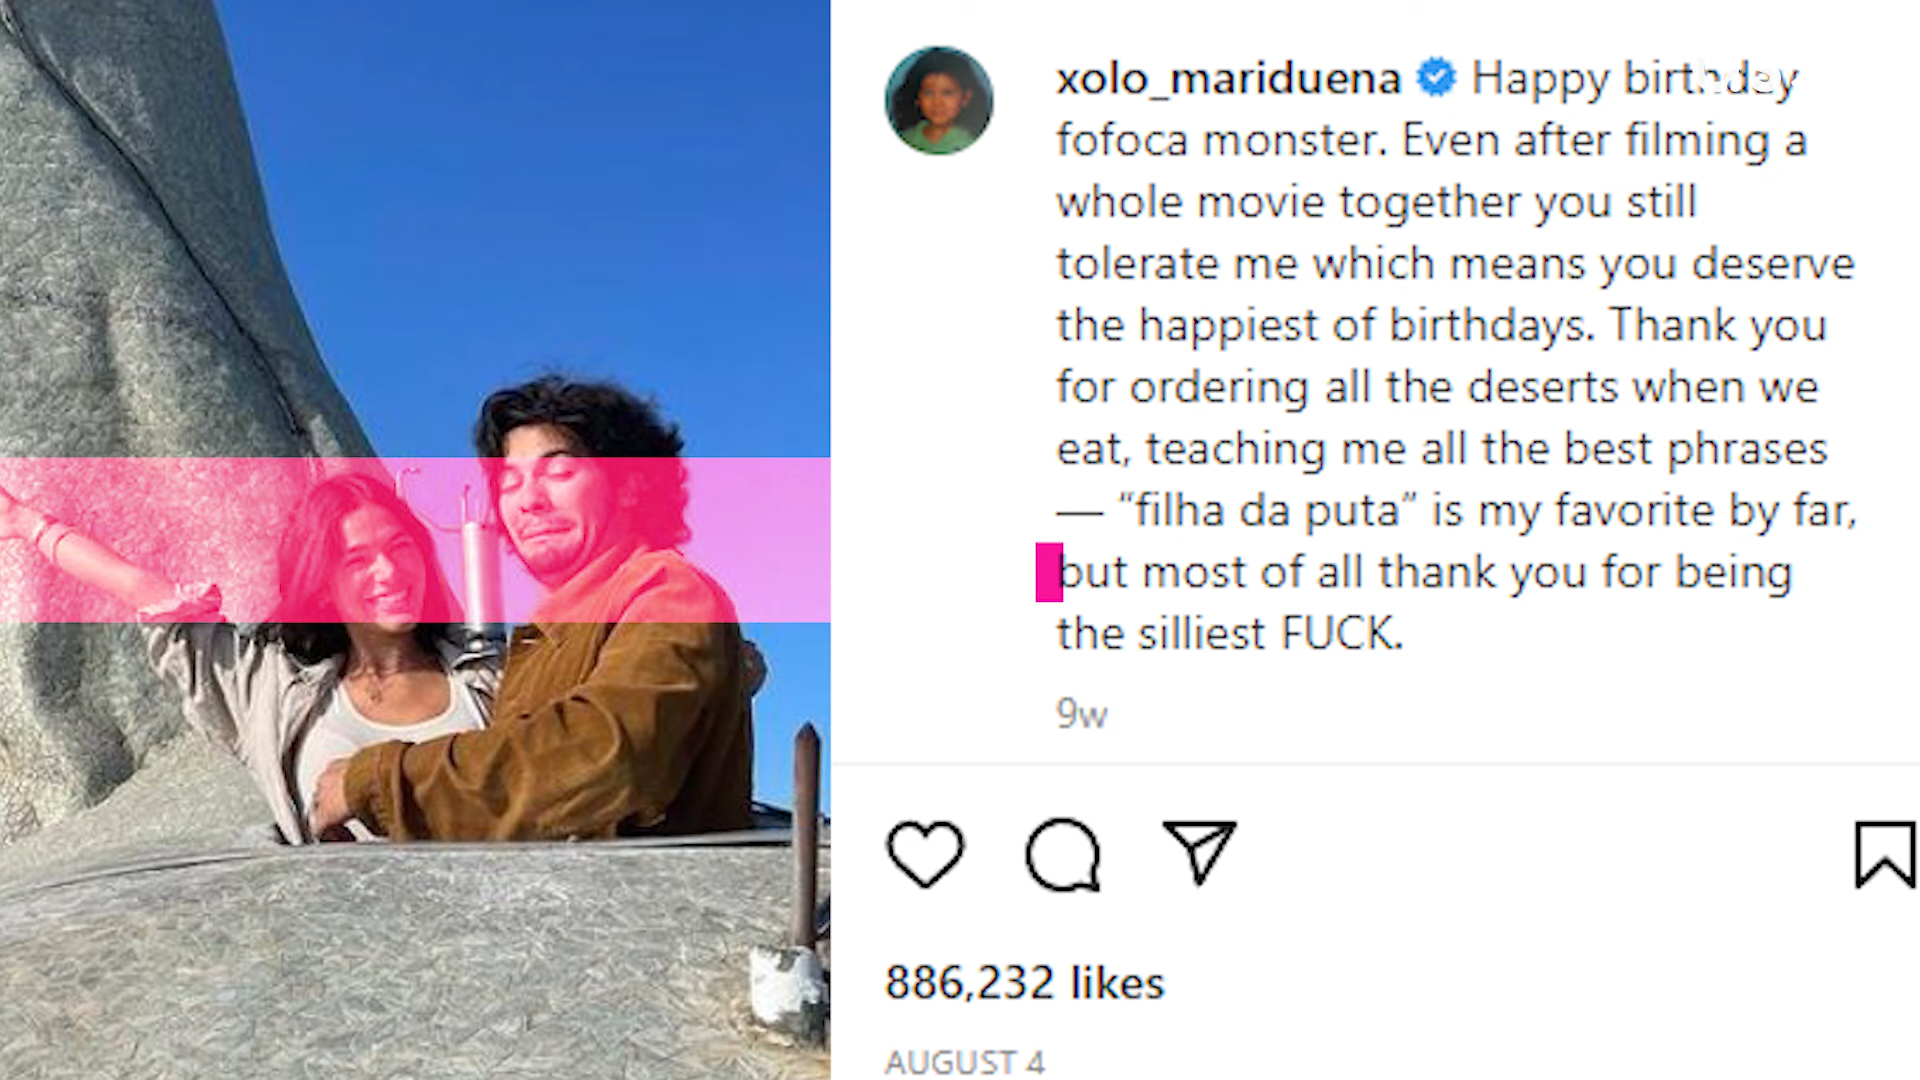 xolo_mariduena Happy birthday
fofoca monster. Even after filming a
whole movie together you still
tolerate me which means you deserve
the happiest of birthdays. Thank you
for ordering all the deserts when we
eat, teaching me all the best phrases
— “filha da puta” is my favorite by far,
but most of all thank you for being
the silliest FUCK.
9w
886,232 likes
AUGUST 4